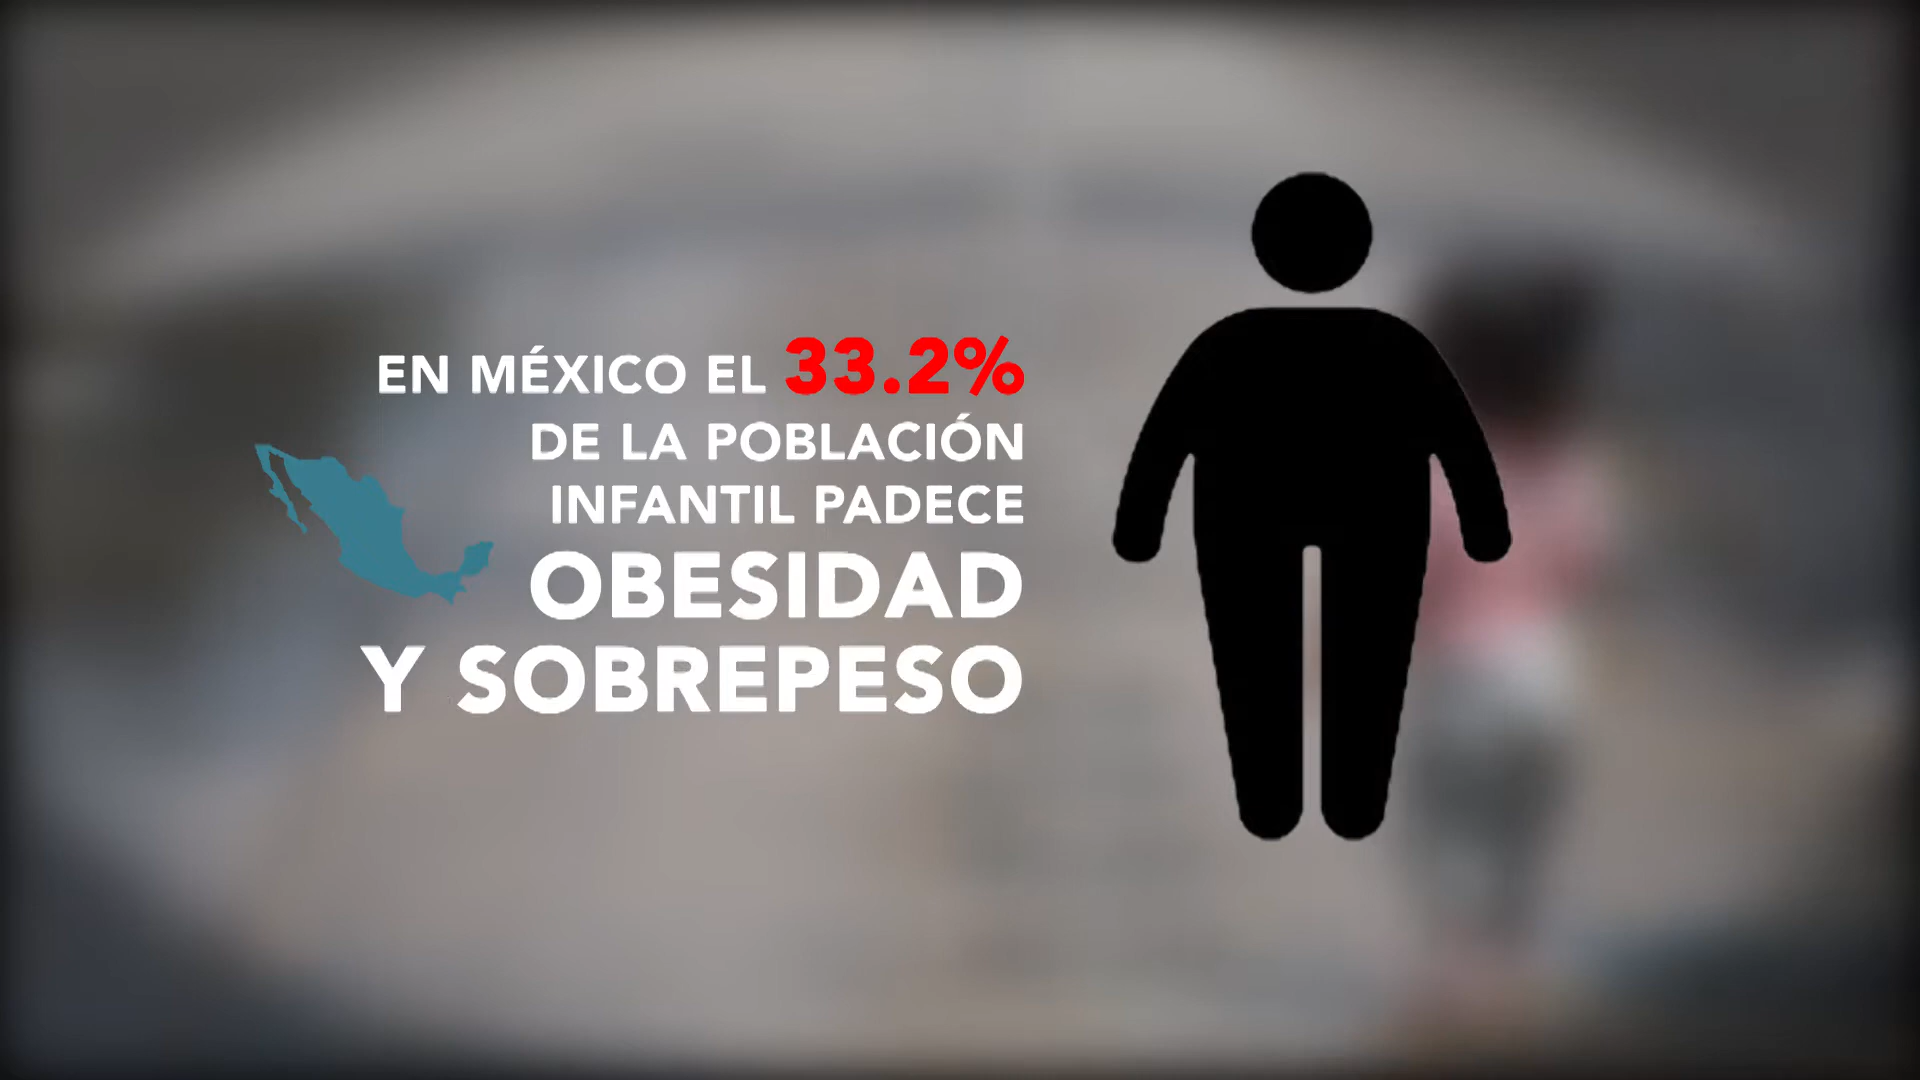 EN MÉXICO EL 33.2%
DE LA POBLACIÓN
INFANTIL PADECE
OBESIDAD
Y SOBREPESO